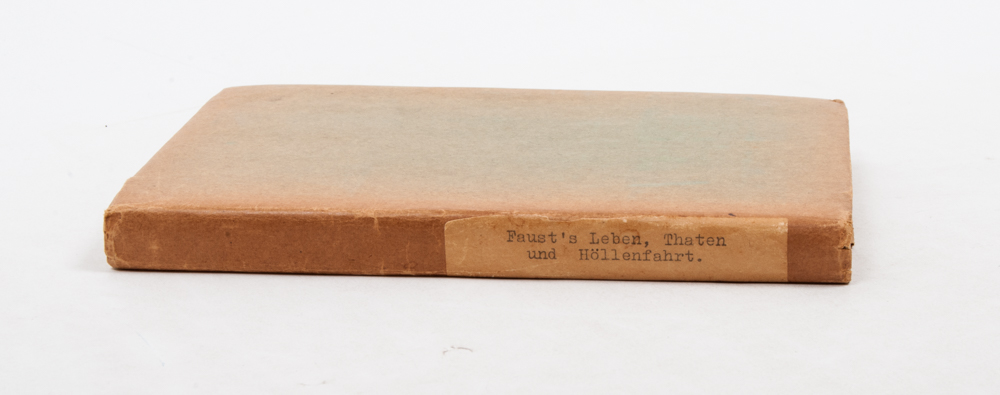 Faust's Leben, Thaten
und Höllenfahrt.